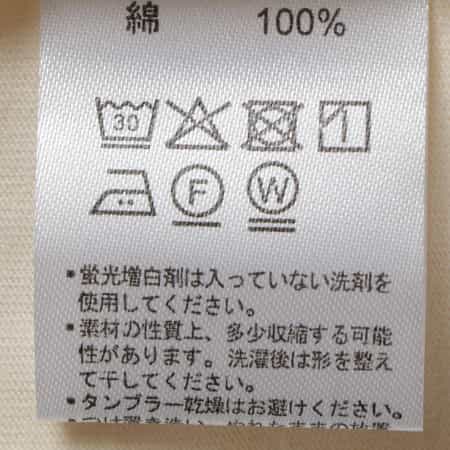 綿 100%
30
F W
・蛍光増白剤は入っていない洗剤を
使用してください。
・素材の性質上、多少収縮する可能
性があります。洗濯後は形を整え
て干してください。
・タンブラー乾燥はお避けください。